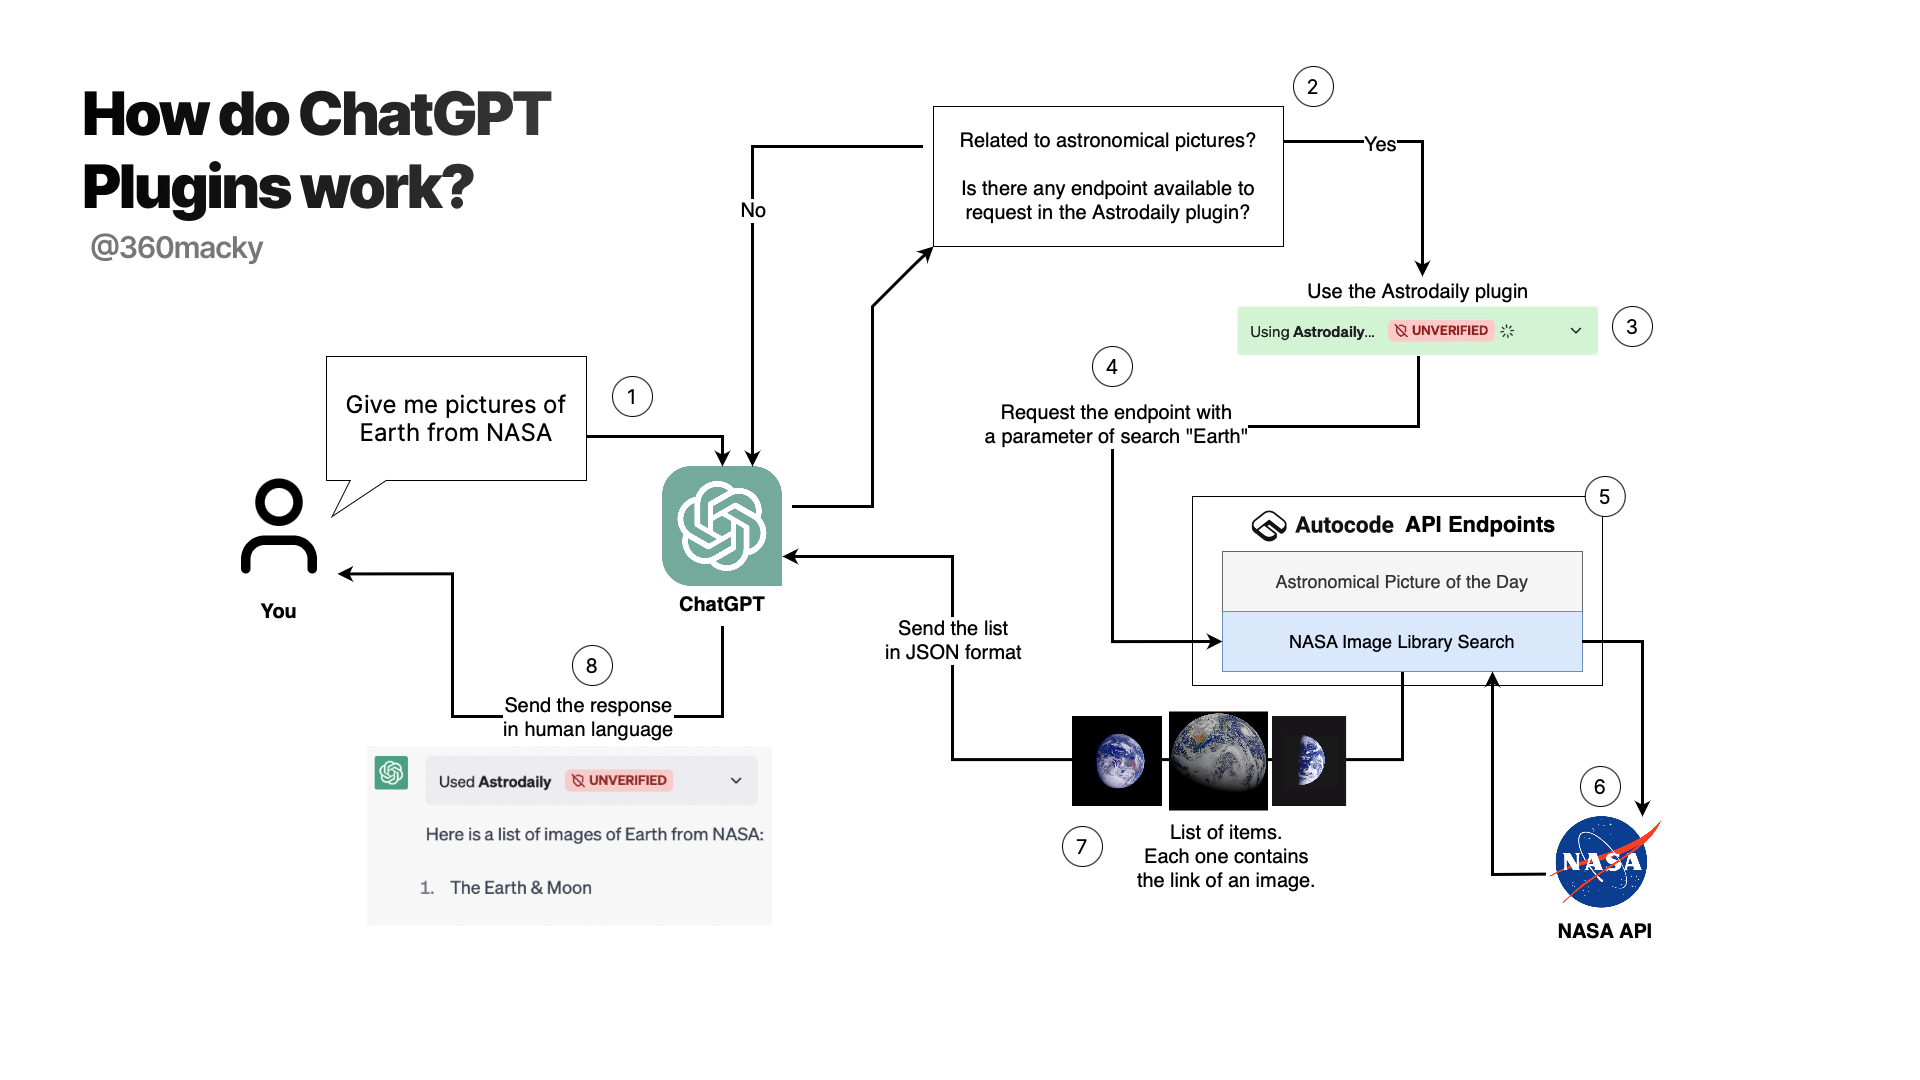 How do ChatGPT
Plugins work?
@360macky
2
Related to astronomical pictures?
Is there any endpoint available to
request in the Astrodaily plugin?
Yes
No
Use the Astrodaily plugin
Using Astrodaily... UNVERIFIED
3
4
Request the endpoint with
a parameter of search "Earth"
Give me pictures of
Earth from NASA
1
You
ChatGPT
5
Autocode API Endpoints
Astronomical Picture of the Day
NASA Image Library Search
Send the list
in JSON format
8
Send the response
in human language
Used Astrodaily UNVERIFIED
Here is a list of images of Earth from NASA:
1. The Earth & Moon
7
List of items.
Each one contains
the link of an image.
6
NASA
NASA API